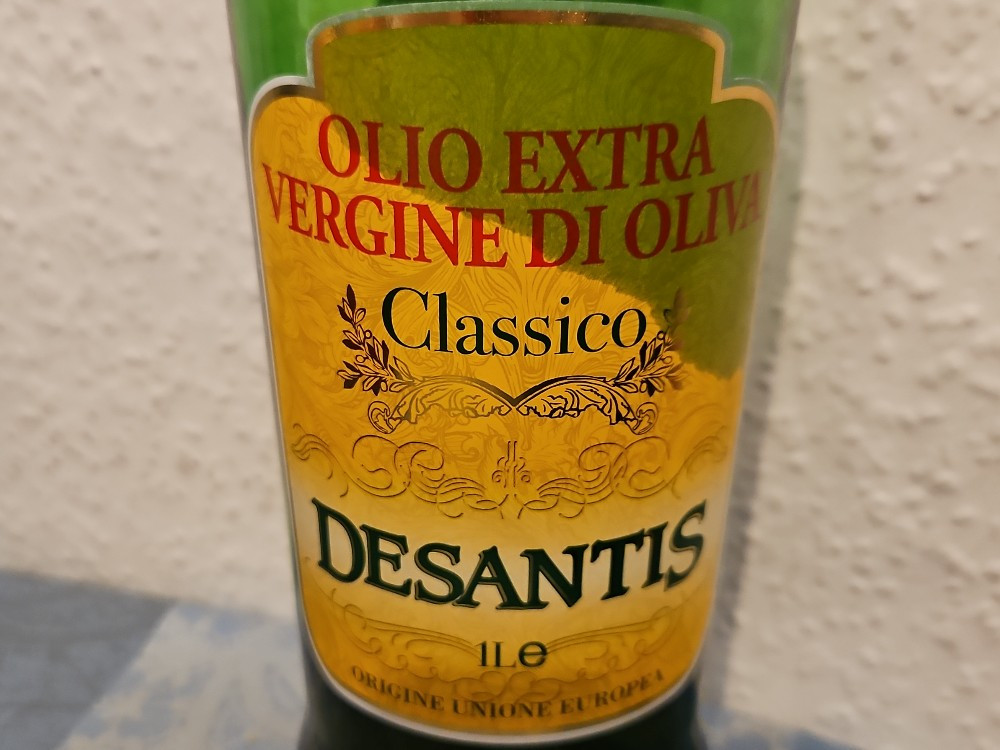 OLIO EXTRA
VERGINE DI OLIVA
Classico
DESANTIS
1L℮
ORIGINE UNIONE EUROPEA